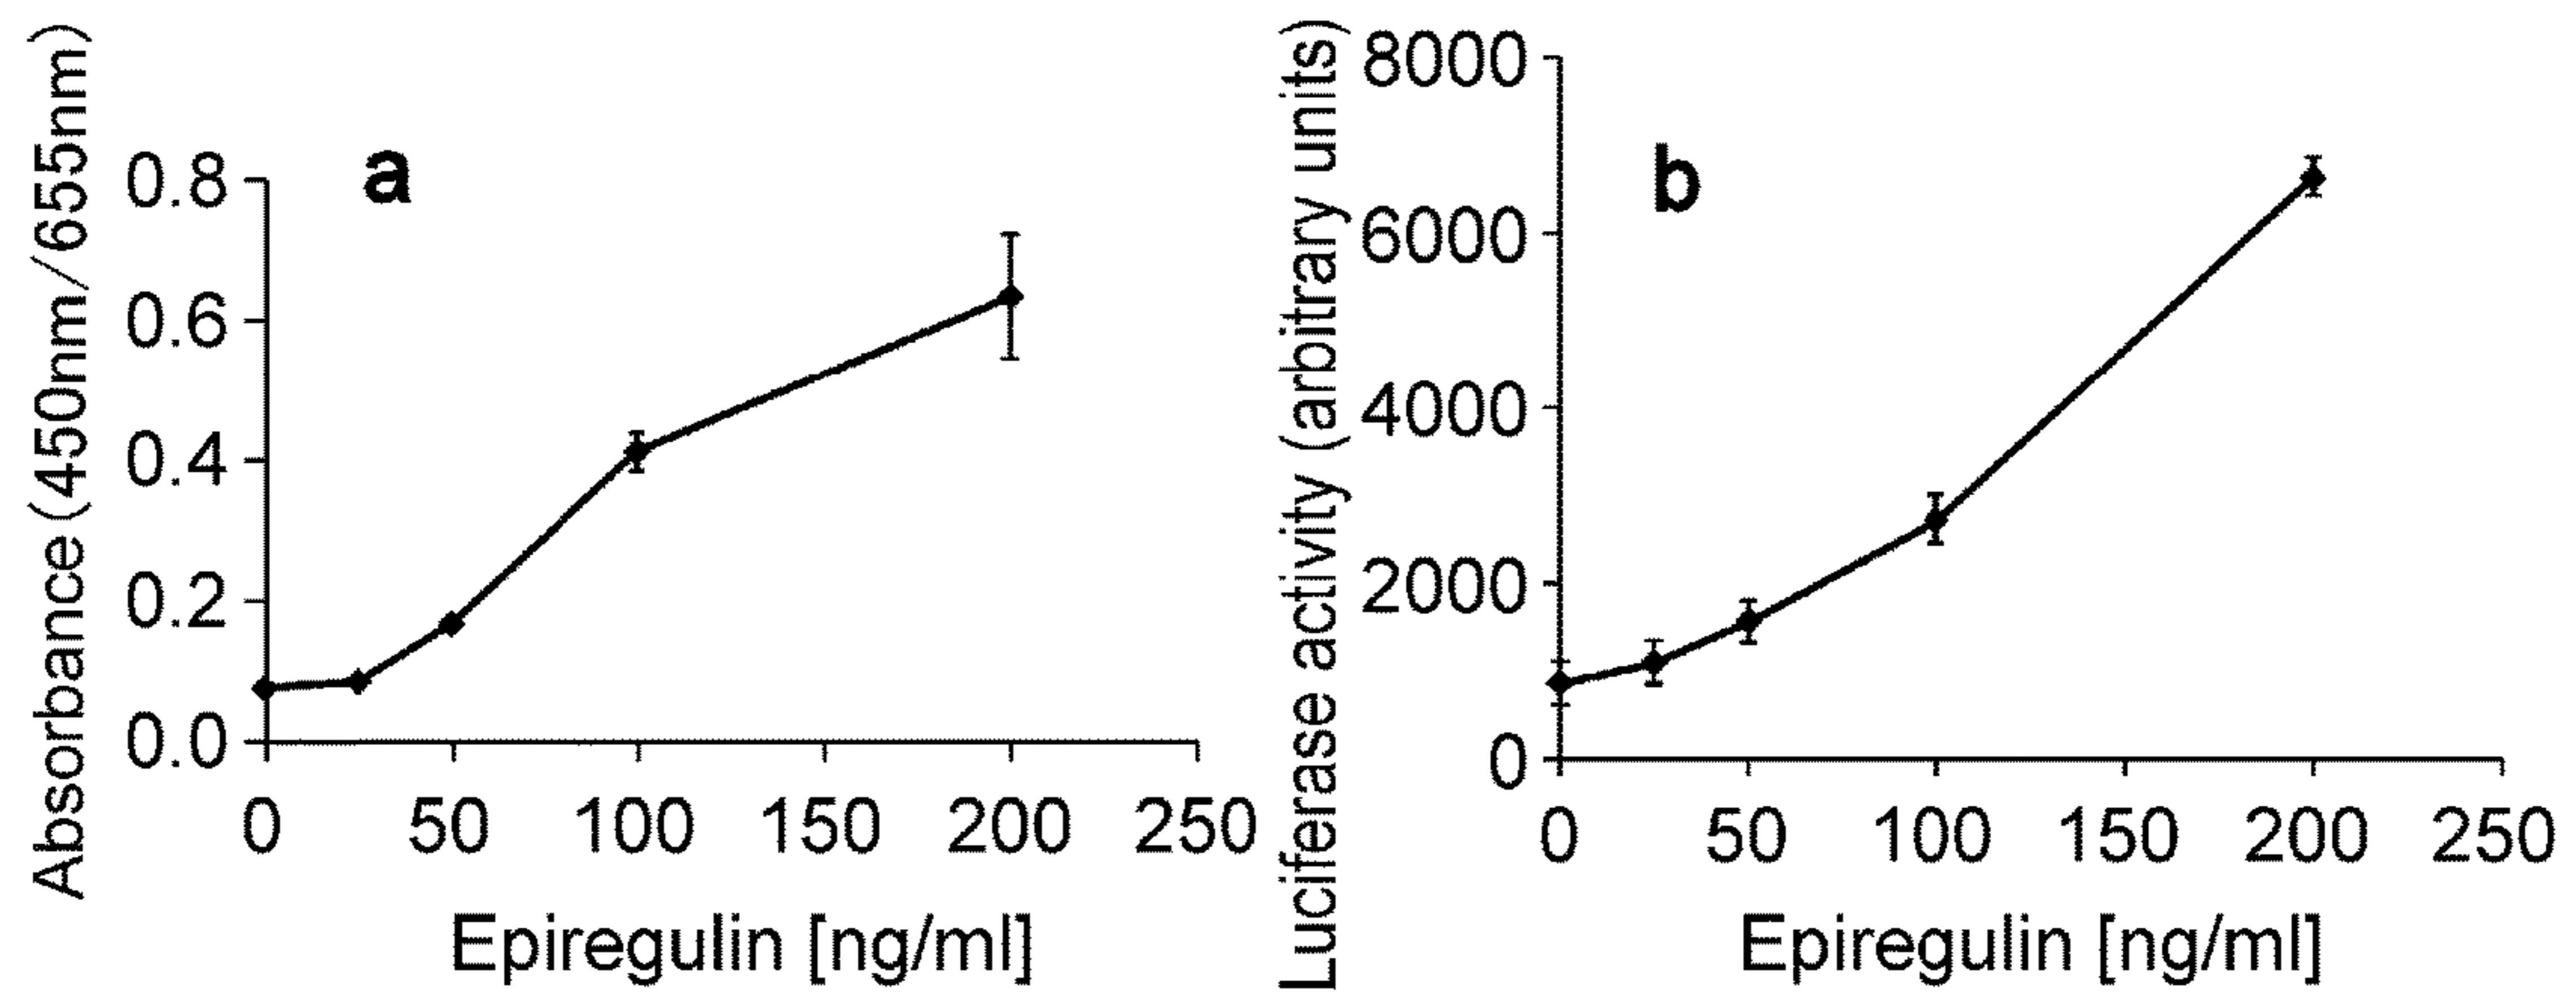 Absorbance (450nm/655nm)
a
0.8
0.6
0.4
0.2
0.0
0 50 100 150 200 250
Epiregulin [ng/ml]
Luciferase activity (arbitrary units)
b
8000
6000
4000
2000
0
0 50 100 150 200 250
Epiregulin [ng/ml]